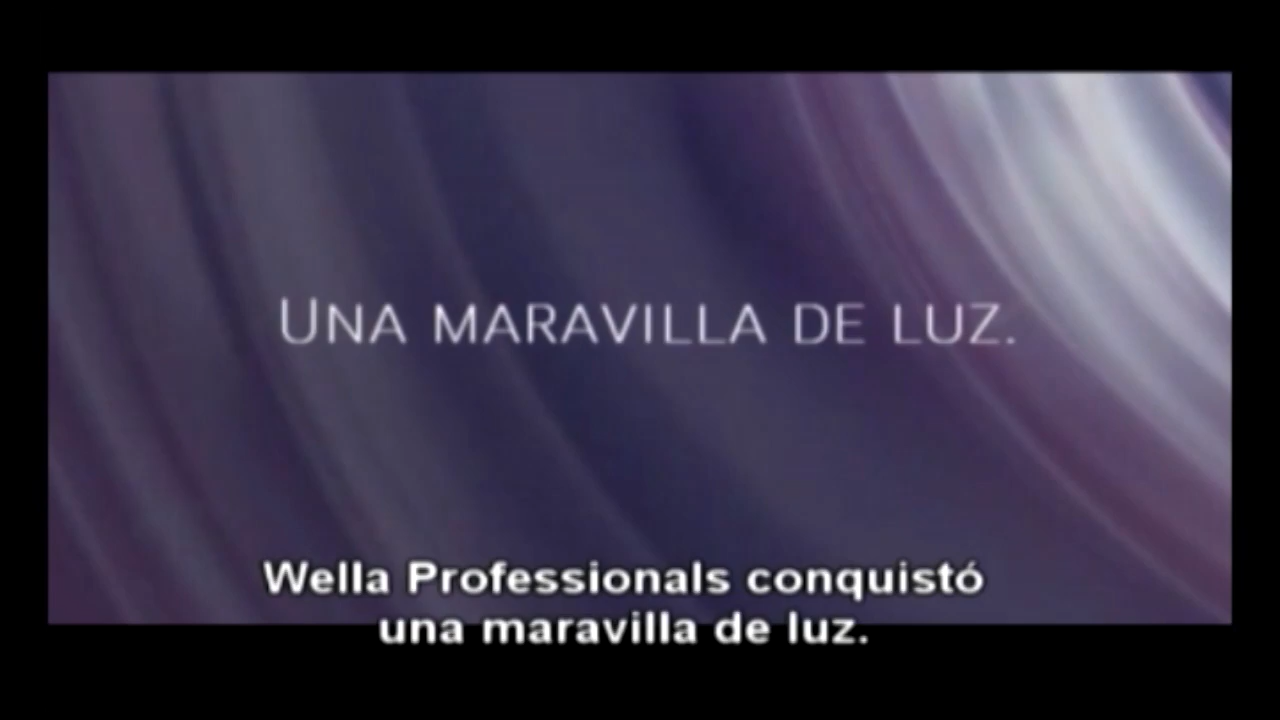 UNA MARAVILLA DE LUZ.
Wella Professionals conquistó
una maravilla de luz.